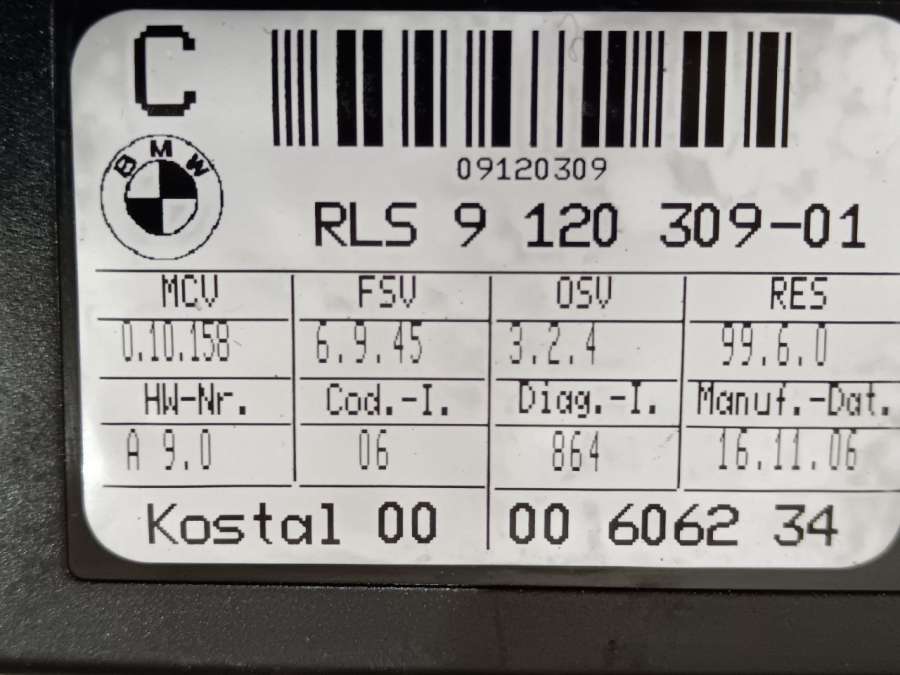 C
BMW
09120309
RLS 9 120 309-01
MCV FSV OSV RES
0.10.158 6.9.45 3.2.4 99.6.0
HW-Nr. Cod.-I. Diag.-I. Manuf.-Dat.
A 9.0 06 864 16.11.06
Kostal 00 00 6062 34